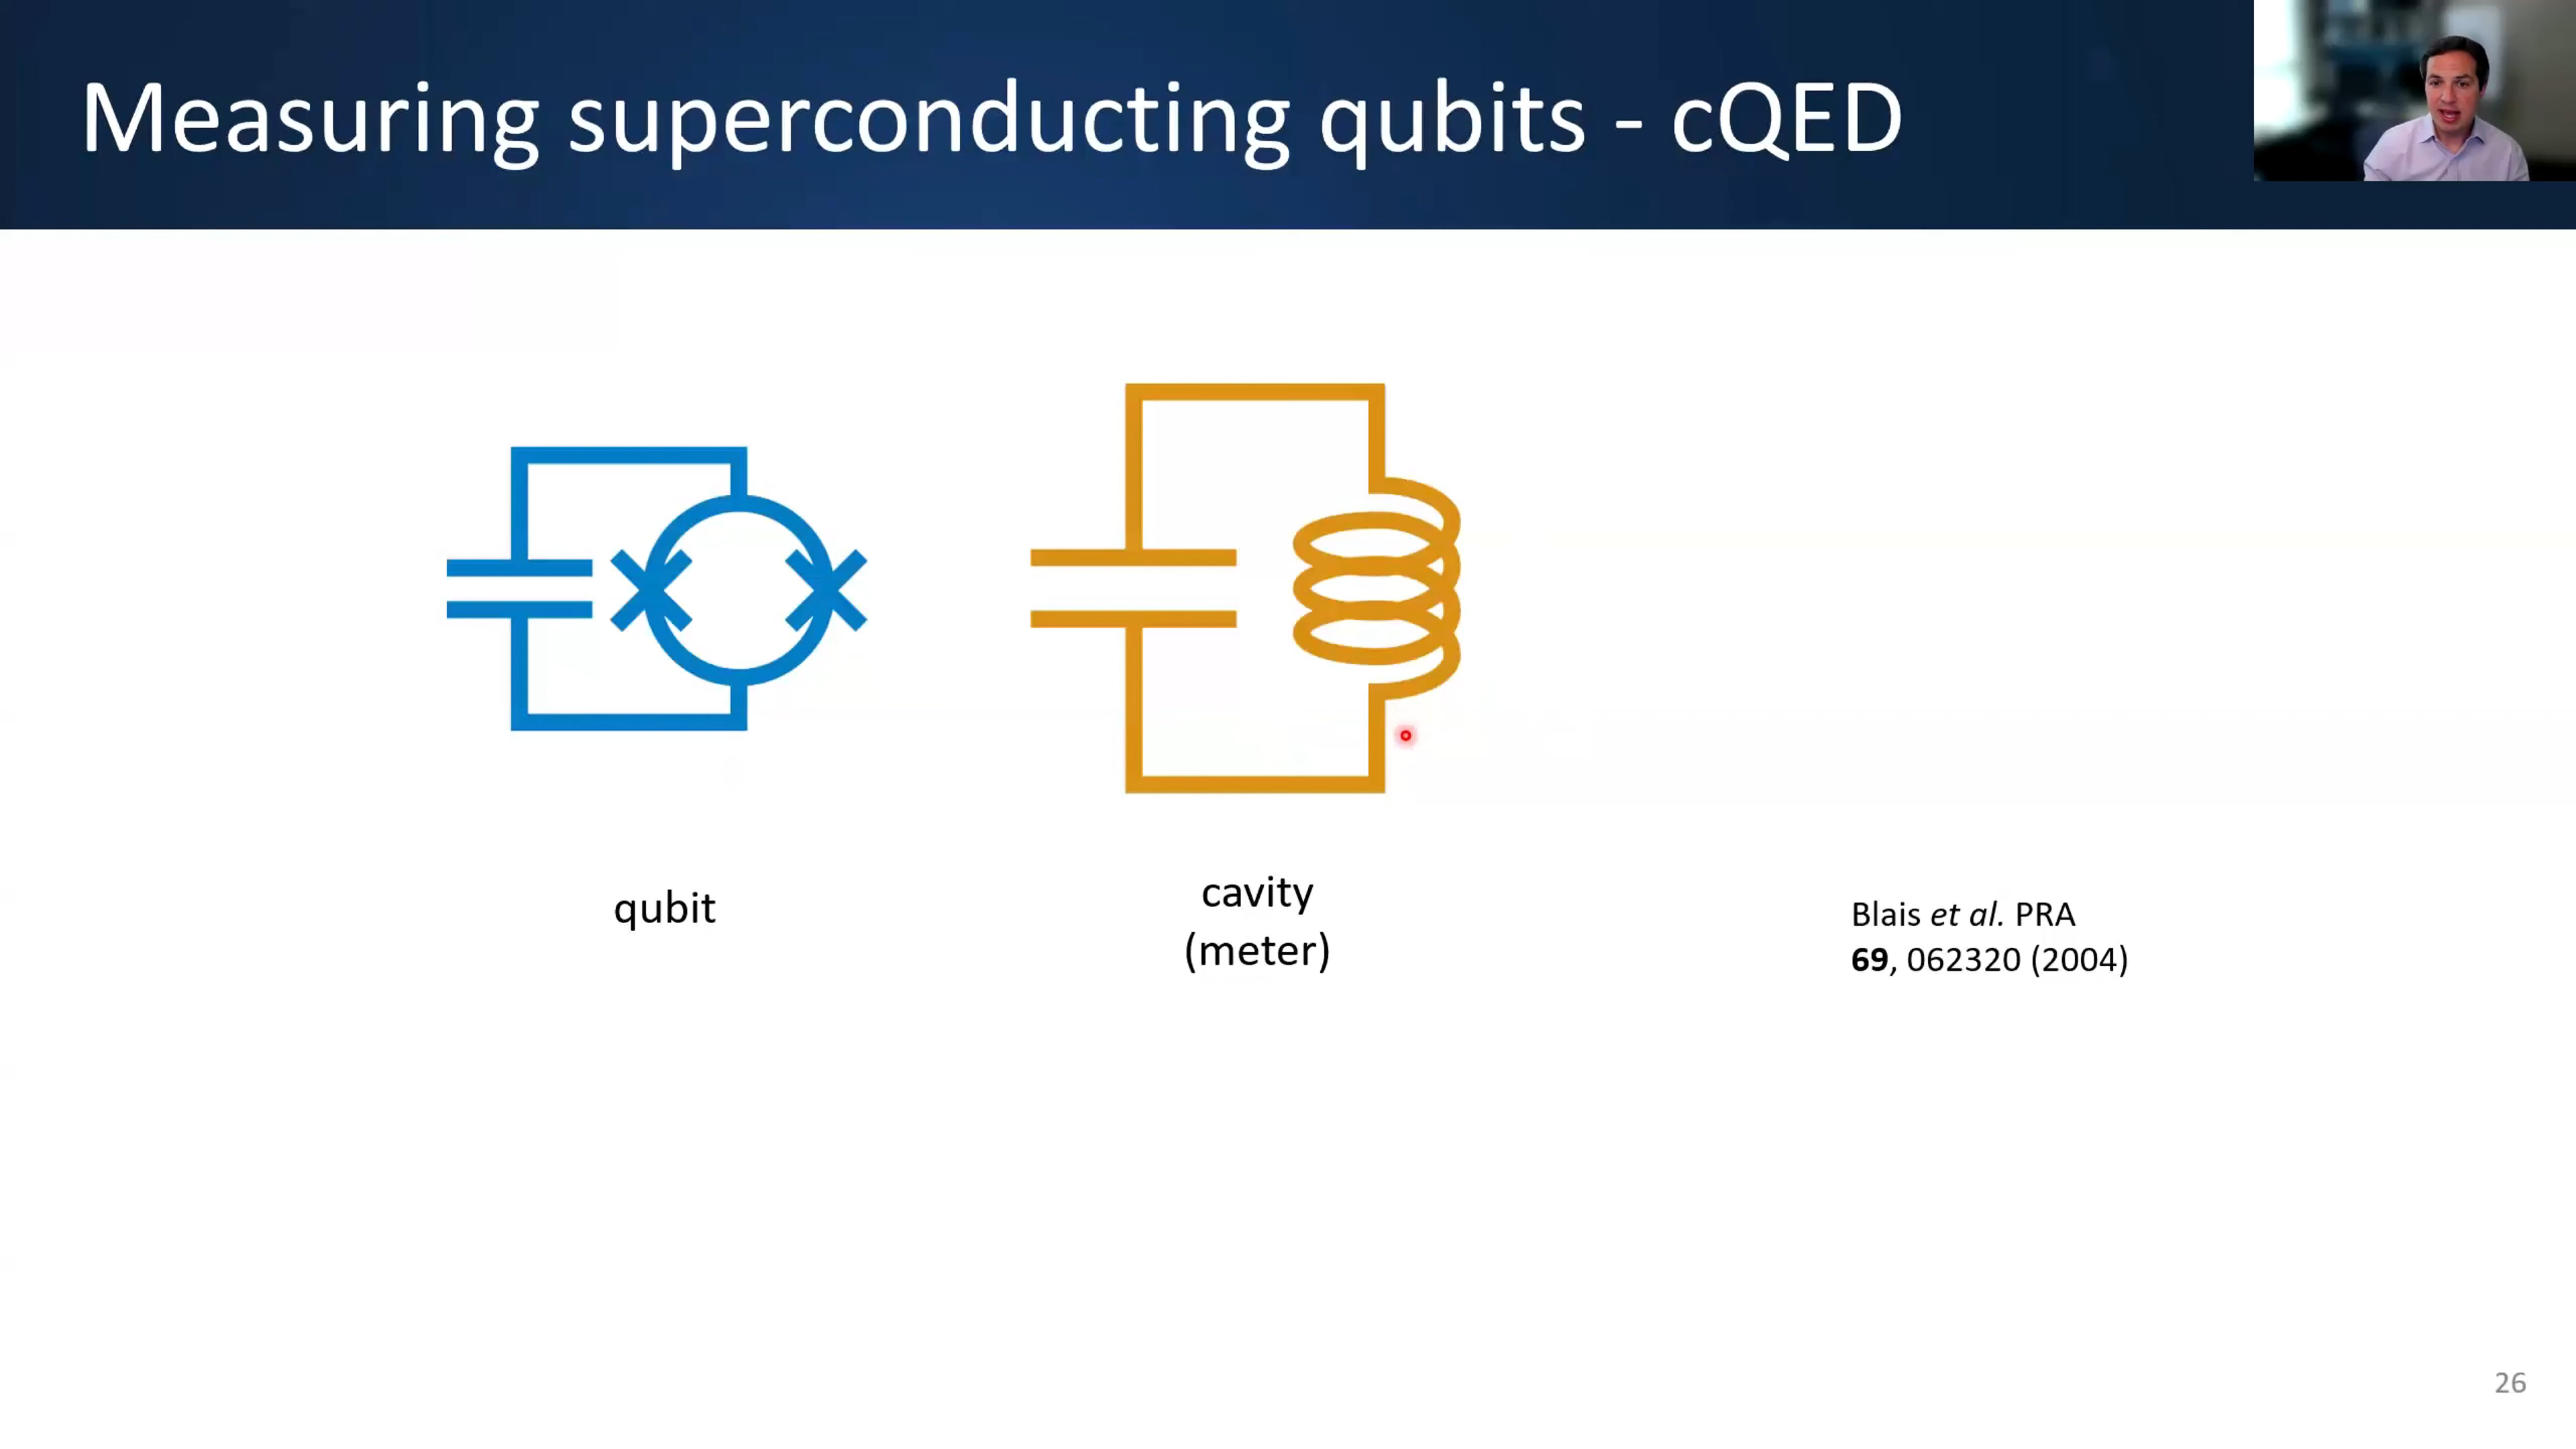 Measuring superconducting qubits - cQED
qubit
cavity
(meter)
Blais et al. PRA
69, 062320 (2004)
26